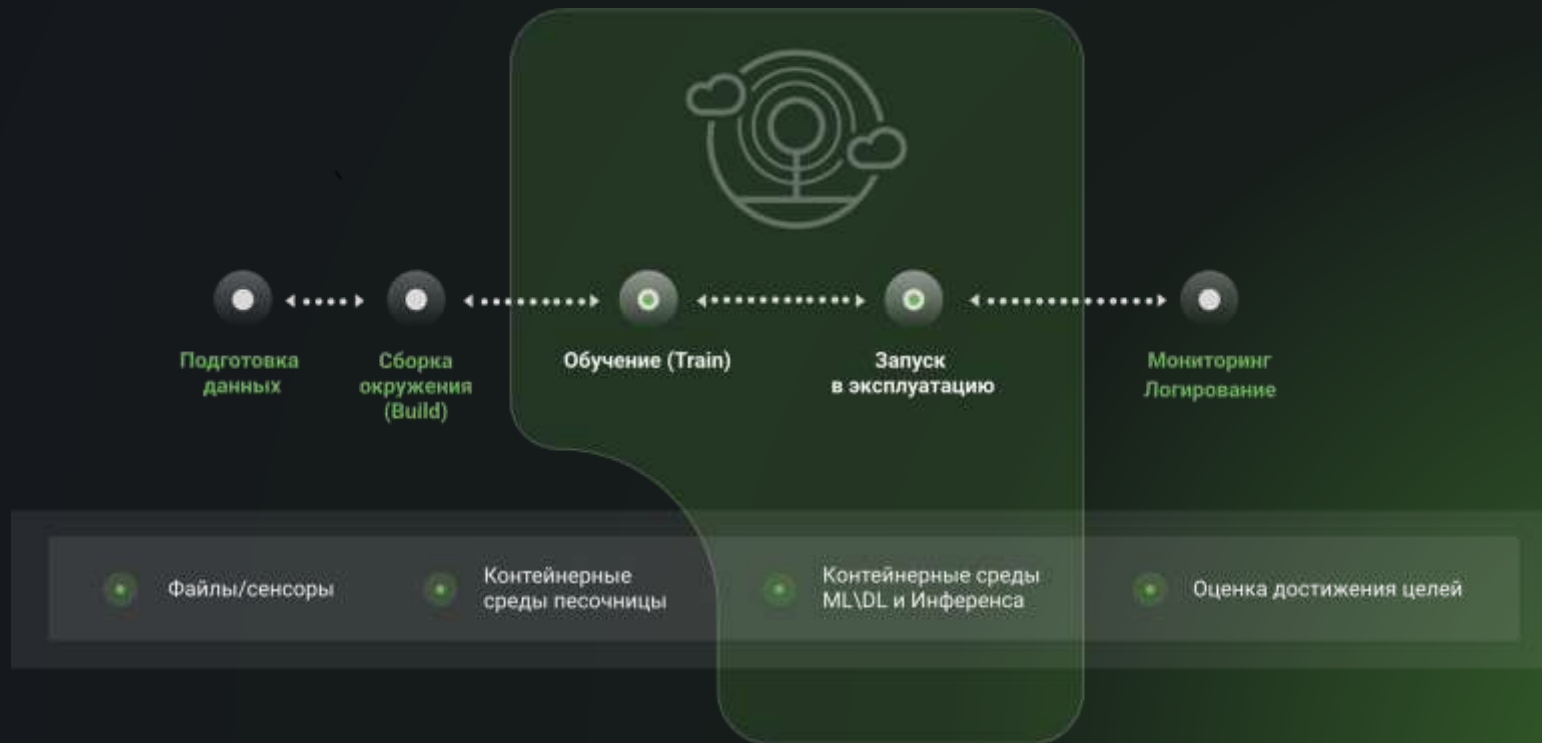 Подготовка
данных
Сборка
окружения
(Build)
Обучение (Train)
Запуск
в эксплуатацию
Мониторинг
Логирование
Файлы/сенсоры
Контейнерные
среды песочницы
Контейнерные среды
ML\DL и Инференса
Оценка достижения целей